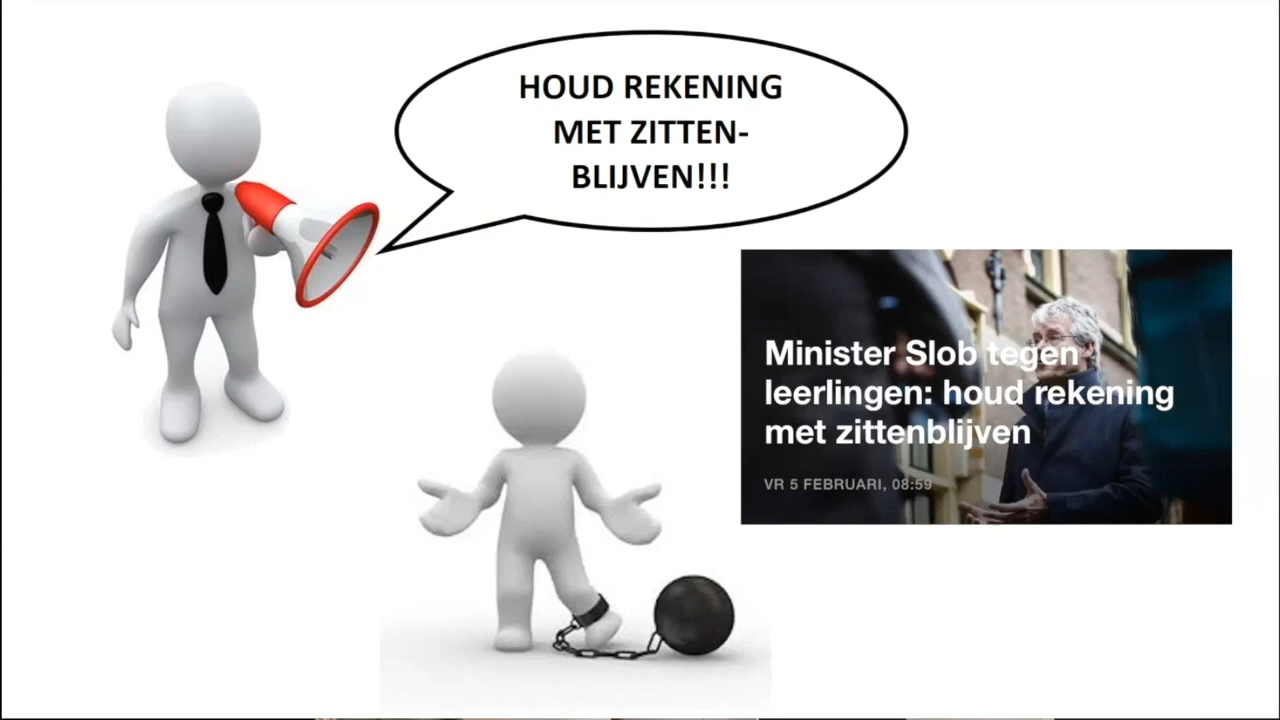 HOUD REKENING
MET ZITTEN-
BLIJVEN!!!
Minister Slob tegen
leerlingen: houd rekening
met zittenblijven
VR 5 FEBRUARI, 08:59